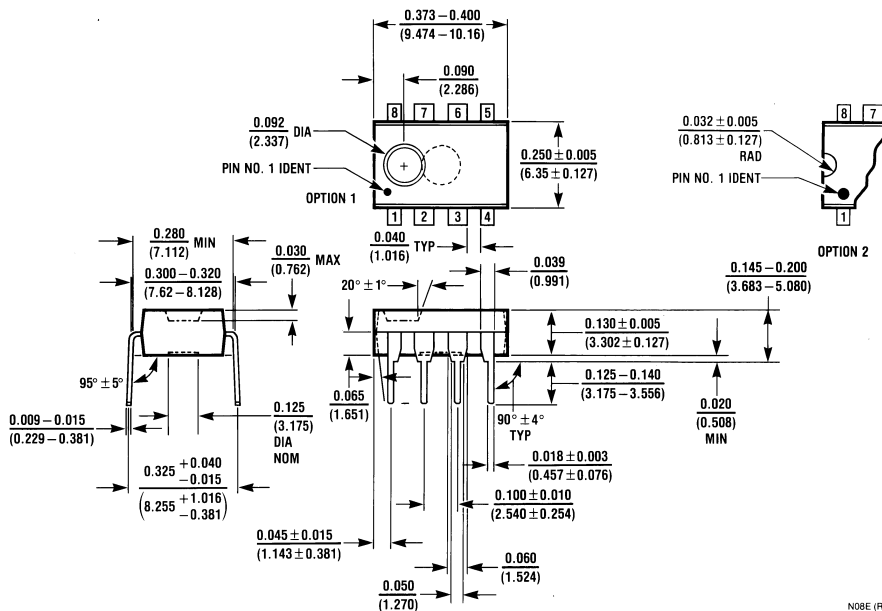 0.373 – 0.400
(9.474 – 10.16)
0.090
(2.286)
8 7 6 5
0.092 DIA
(2.337)
PIN NO. 1 IDENT
OPTION 1
1 2 3 4
0.250 ± 0.005
(6.35 ± 0.127)
8 7
0.032 ± 0.005
(0.813 ± 0.127)
RAD
PIN NO. 1 IDENT
1
OPTION 2
0.280 MIN
(7.112)
0.300 – 0.320
(7.62 – 8.128)
0.030 MAX
(0.762)
0.040 TYP
(1.016)
0.039
(0.991)
20° ± 1°
0.145 – 0.200
(3.683 – 5.080)
0.130 ± 0.005
(3.302 ± 0.127)
0.125 – 0.140
(3.175 – 3.556)
0.020
(0.508)
MIN
95° ± 5°
0.009 – 0.015
(0.229 – 0.381)
0.125
(3.175)
DIA
NOM
0.065
(1.651)
90° ± 4°
TYP
0.018 ± 0.003
(0.457 ± 0.076)
0.325 +0.040 −0.015
(8.255 +1.016 −0.381)
0.100 ± 0.010
(2.540 ± 0.254)
0.045 ± 0.015
(1.143 ± 0.381)
0.060
(1.524)
0.050
(1.270)
N08E (R